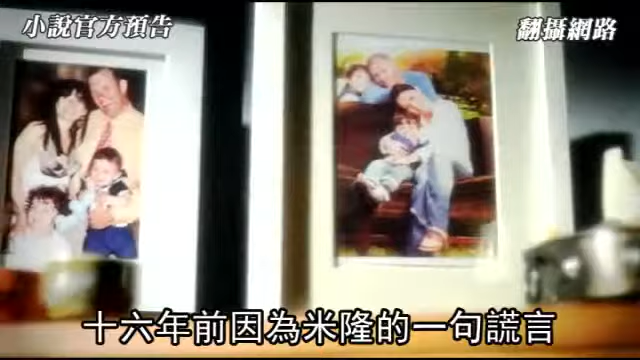 小說官方預告
翻攝網路
十六年前因為米隆的一句謊言